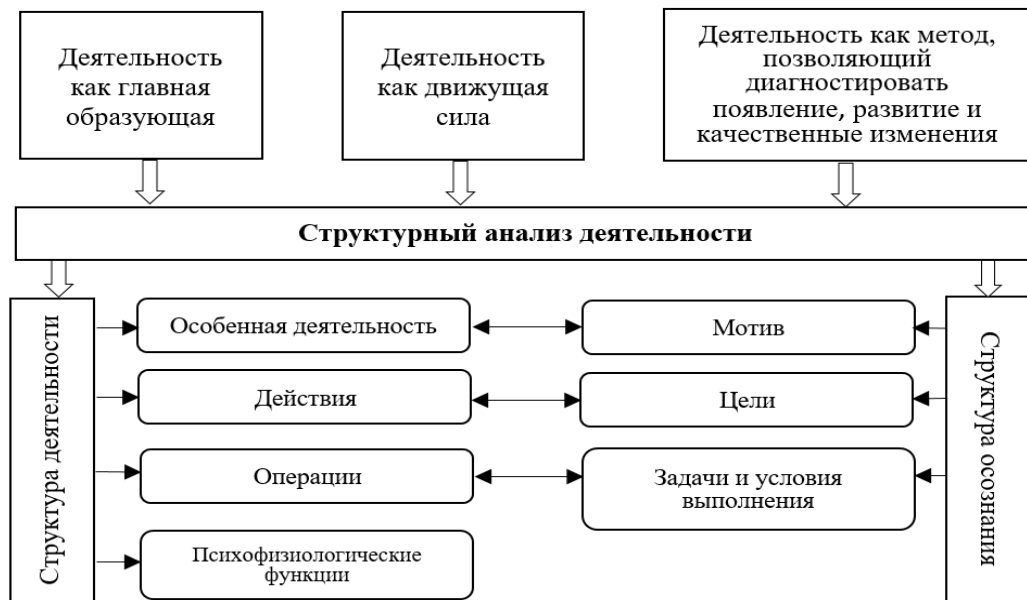 Деятельность
как главная
образующая
Деятельность
как движущая
сила
Деятельность как метод,
позволяющий
диагностировать
появление, развитие и
качественные изменения
Структурный анализ деятельности
Структура деятельности
Особенная деятельность
Мотив
Действия
Цели
Операции
Задачи и условия
выполнения
Психофизиологические
функции
Структура осознания